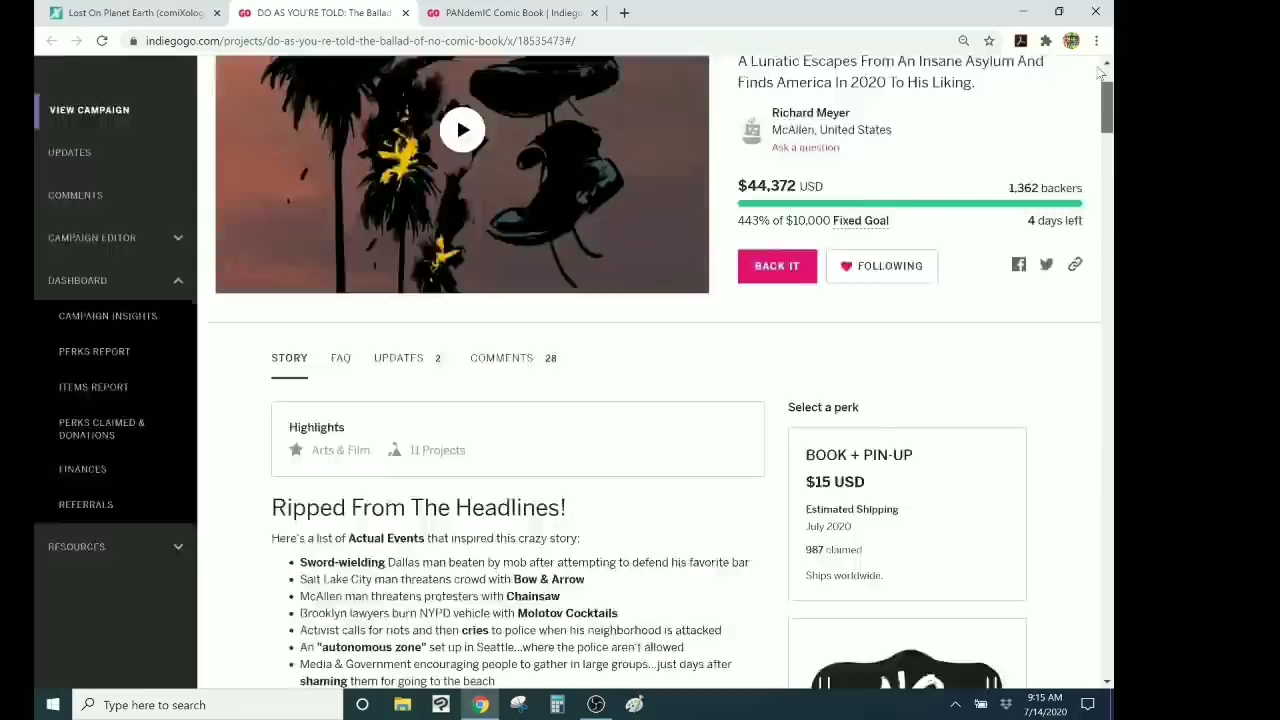 Lost On Planet Earth (comiXolog
DO AS YOU'RE TOLD: The Ballad
PANdemIC Comic Book | Indiego
indiegogo.com/projects/do-as-you-re-told-the-ballad-of-no-comic-book/x/18535473#/
A Lunatic Escapes From An Insane Asylum And
Finds America In 2020 To His Liking.
VIEW CAMPAIGN
UPDATES
COMMENTS
CAMPAIGN EDITOR
DASHBOARD
CAMPAIGN INSIGHTS
PERKS REPORT
ITEMS REPORT
PERKS CLAIMED &
DONATIONS
FINANCES
REFERRALS
RESOURCES
Richard Meyer
McAllen, United States
Ask a question
$44,372 USD
1,362 backers
443% of $10,000 Fixed Goal
4 days left
BACK IT
FOLLOWING
STORY FAQ UPDATES 2 COMMENTS 28
Highlights
Arts & Film 11 Projects
Ripped From The Headlines!
Here's a list of Actual Events that inspired this crazy story:
Sword-wielding Dallas man beaten by mob after attempting to defend his favorite bar
Salt Lake City man threatens crowd with Bow & Arrow
McAllen man threatens protesters with Chainsaw
Brooklyn lawyers burn NYPD vehicle with Molotov Cocktails
Activist calls for riots and then cries to police when his neighborhood is attacked
An "autonomous zone" set up in Seattle...where the police aren't allowed
Media & Government encouraging people to gather in large groups...just days after
shaming them for going to the beach
Select a perk
BOOK + PIN-UP
$15 USD
Estimated Shipping
July 2020
987 claimed
Ships worldwide.
NO
Type here to search
9:15 AM
7/14/2020